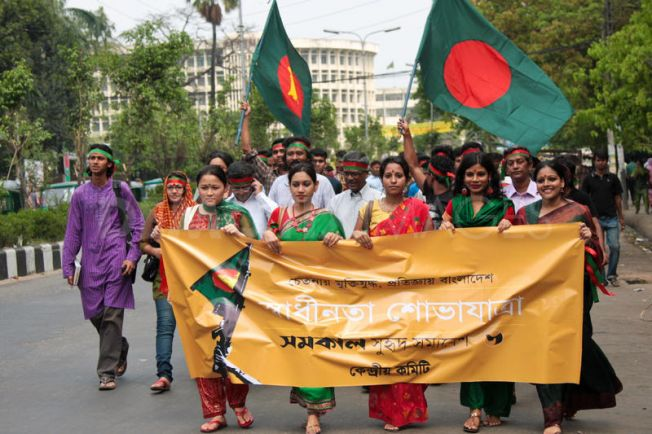 চেতনায় মুক্তিযুদ্ধ, প্রতিজ্ঞায় বাংলাদেশ
স্বাধীনতা শোভাযাত্রা
সমকাল সুহৃদ সমাবেশ
কেন্দ্রীয় কমিটি